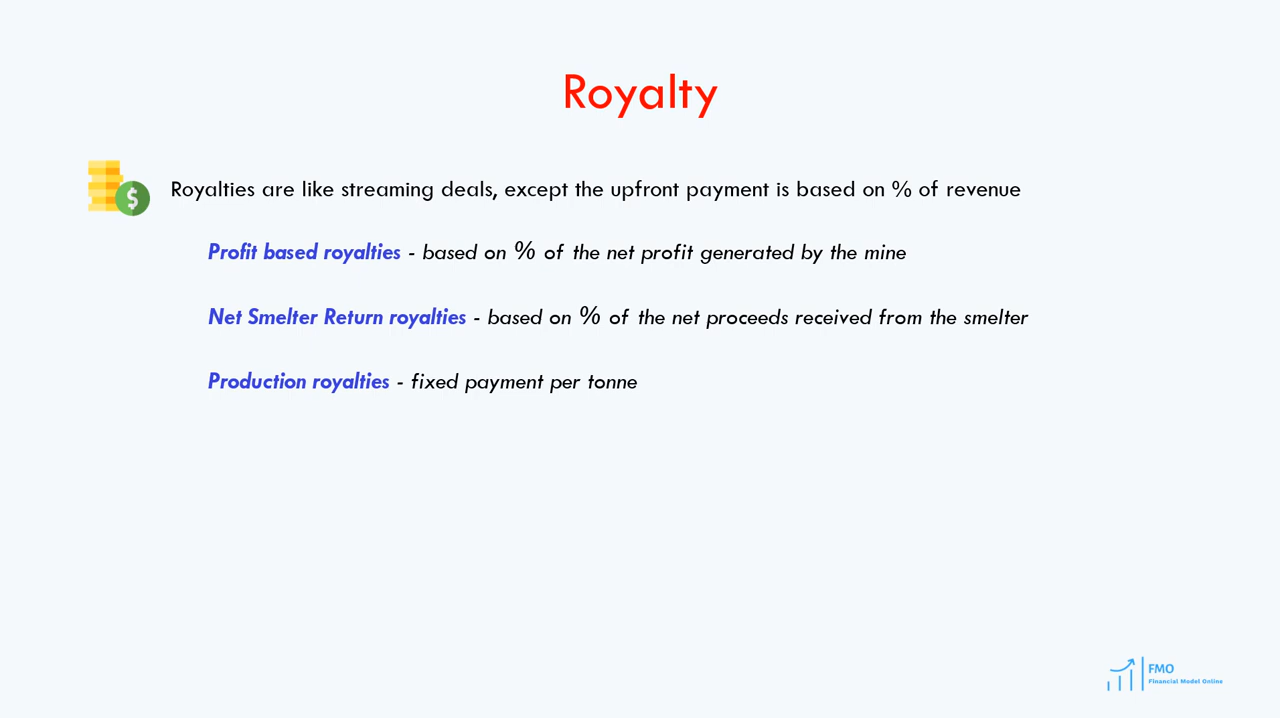 Royalty
Royalties are like streaming deals, except the upfront payment is based on % of revenue
Profit based royalties - based on % of the net profit generated by the mine
Net Smelter Return royalties - based on % of the net proceeds received from the smelter
Production royalties - fixed payment per tonne
FMO
Financial Model Online